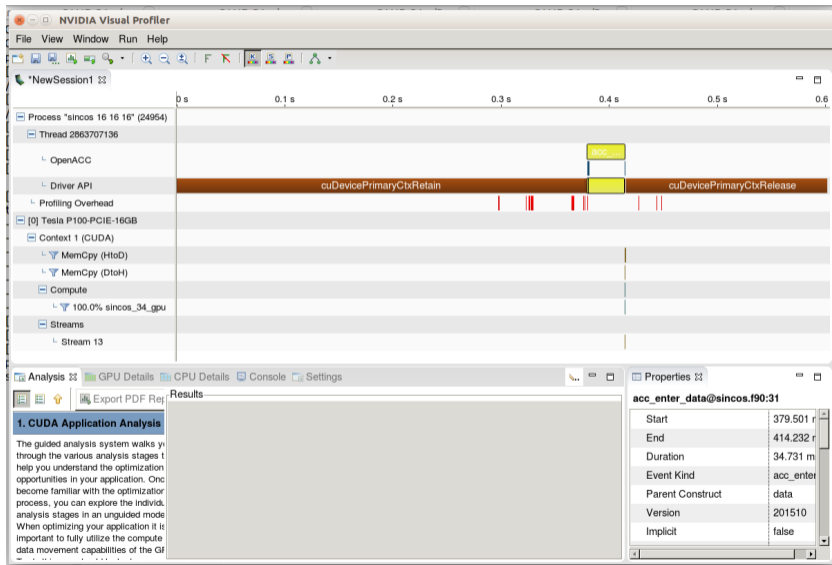 NVIDIA Visual Profiler
File View Window Run Help
*NewSession1
0 s 0.1 s 0.2 s 0.3 s 0.4 s 0.5 s 0.6
Process "sincos 16 16 16" (24954)
Thread 2863707136
acc_
OpenACC
Driver API cuDevicePrimaryCtxRetain cuDevicePrimaryCtxRelease
Profiling Overhead
[0] Tesla P100-PCIE-16GB
Context 1 (CUDA)
MemCpy (HtoD)
MemCpy (DtoH)
Compute
100.0% sincos_34_gpu
Streams
Stream 13
Analysis GPU Details CPU Details Console Settings
Export PDF Rep
Results
1. CUDA Application Analysis
The guided analysis system walks y
through the various analysis stages t
help you understand the optimization
opportunities in your application. Onc
become familiar with the optimization
process, you can explore the individu
analysis stages in an unguided mode
When optimizing your application it is
important to fully utilize the compute
data movement capabilities of the GP
Properties
acc_enter_data@sincos.f90:31
Start 379.501 r
End 414.232 r
Duration 34.731 m
Event Kind acc_enter
Parent Construct data
Version 201510
Implicit false